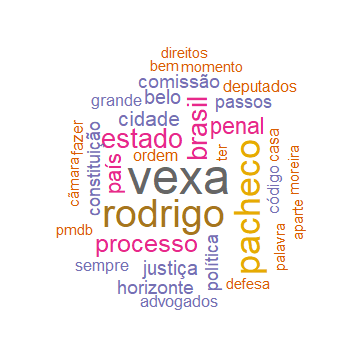 direitos
bem momento
comissão
deputados
grande belo passos
cidade brasil penal
fazer
câmara
constituição
país
estado
ordem
ter
código
casa
vexa
pacheco
moreira
aparte
palavra
rodrigo
pmdb
processo
política
sempre justiça
defesa
horizonte
advogados